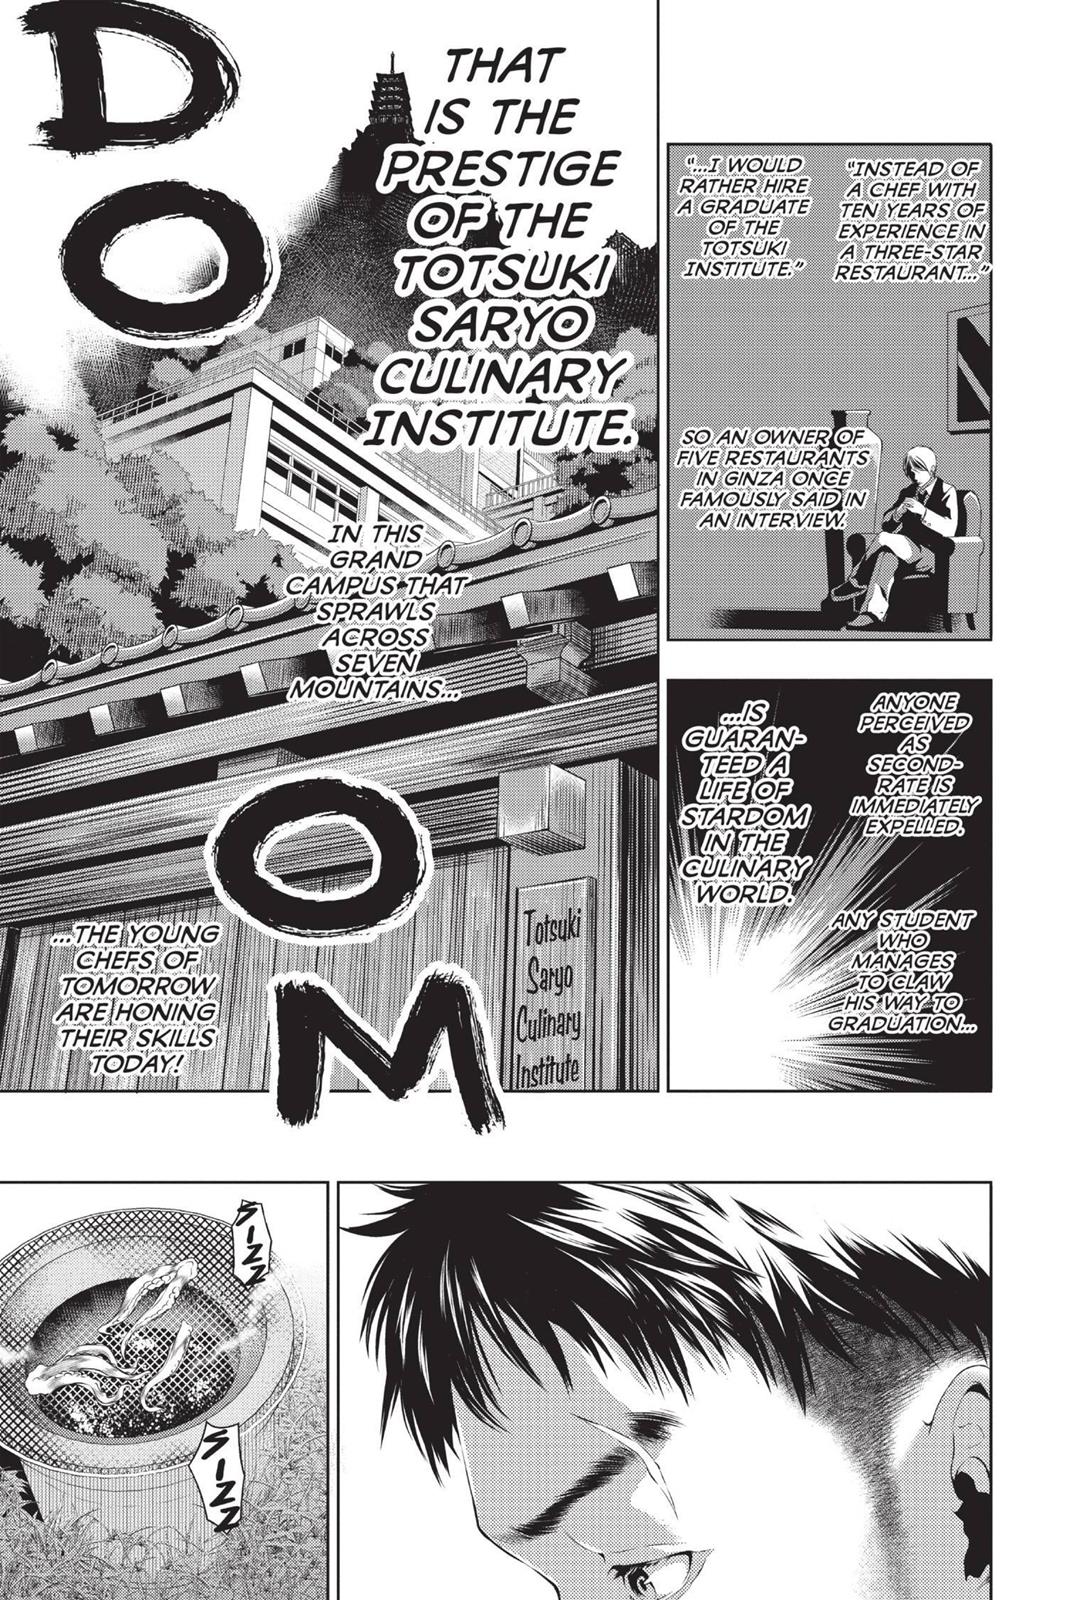 "INSTEAD OF
A CHEF WITH
TEN YEARS OF
EXPERIENCE IN
A THREE-STAR
RESTAURANT..."
"...I WOULD
RATHER HIRE
A GRADUATE
OF THE
TOTSUKI
INSTITUTE."
SO AN OWNER OF
FIVE RESTAURANTS
IN GINZA ONCE
FAMOUSLY SAID IN
AN INTERVIEW.
ANYONE
PERCEIVED
AS
SECOND-
RATE IS
IMMEDIATELY
EXPELLED.
ANY STUDENT
WHO
MANAGES
TO CLAW
HIS WAY TO
GRADUATION...
...IS
GUARAN-
TEED A
LIFE OF
STARDOM
IN THE
CULINARY
WORLD.
THAT
IS THE
PRESTIGE
OF THE
TOTSUKI
SARYO
CULINARY
INSTITUTE.
DOOM
IN THIS
GRAND
CAMPUS THAT
SPRAWLS
ACROSS
SEVEN
MOUNTAINS...
...THE YOUNG
CHEFS OF
TOMORROW
ARE HONING
THEIR SKILLS
TODAY!
Totsuki
Saryo
Culinary
Institute
SIZZ
SIZZ